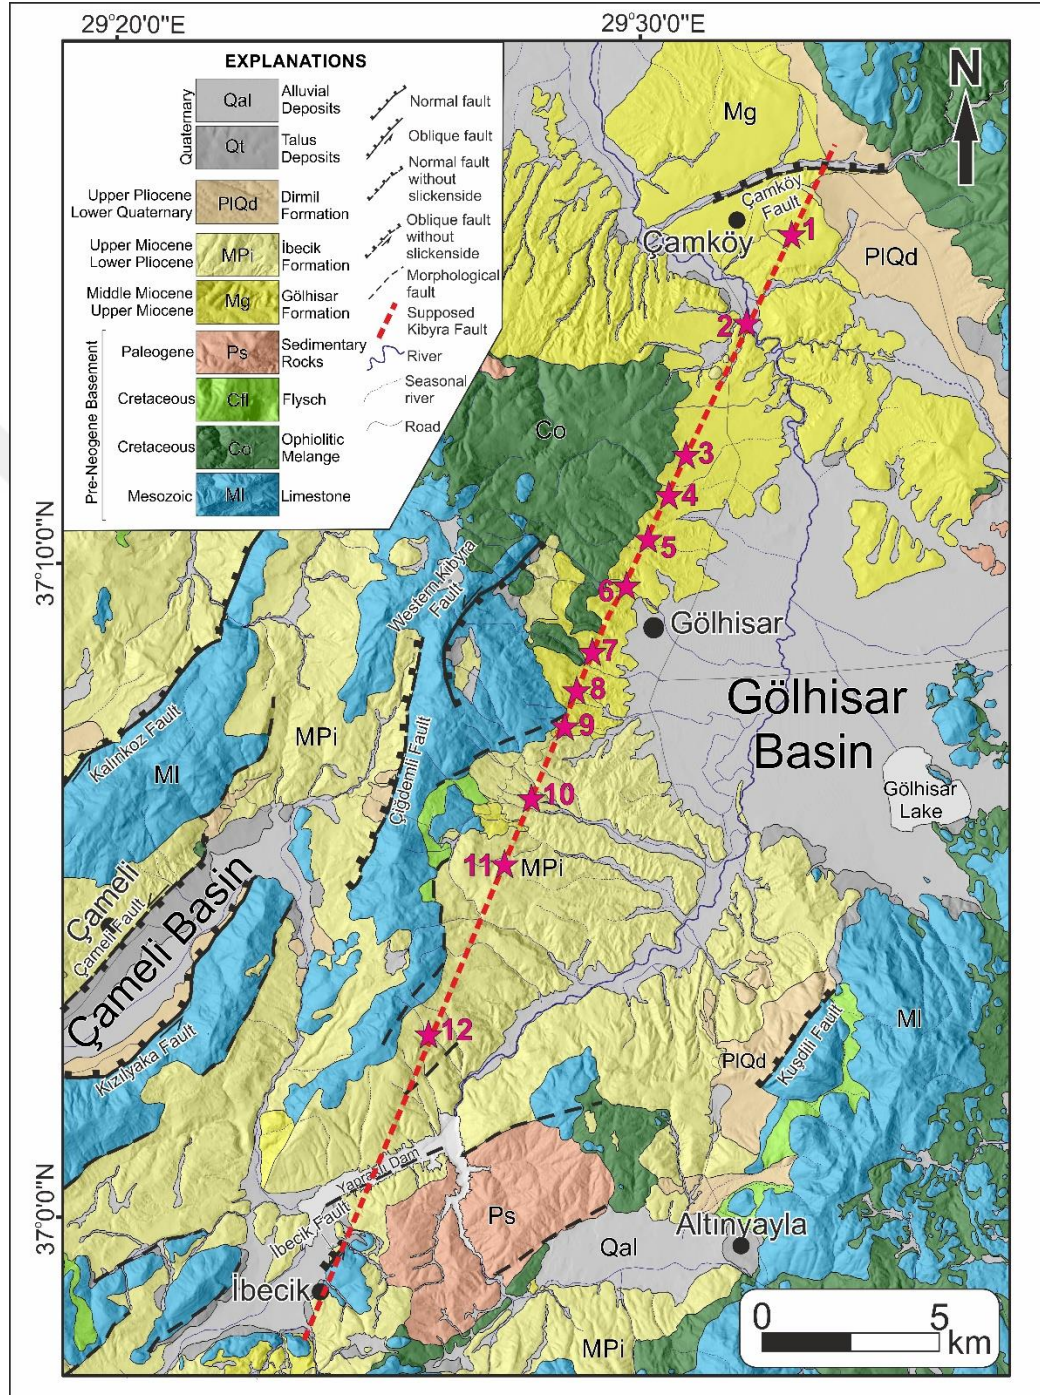 29°20'0"E
29°30'0"E
EXPLANATIONS
Quaternary
Qal
Alluvial
Deposits
Qt
Talus
Deposits
Upper Pliocene
Lower Quaternary
PlQd
Dirmil
Formation
Upper Miocene
Lower Pliocene
MPi
İbecik
Formation
Middle Miocene
Upper Miocene
Mg
Gölhisar
Formation
Pre-Neogene Basement
Paleogene
Ps
Sedimentary
Rocks
Cretaceous
Cfl
Flysch
Cretaceous
Co
Ophiolitic
Melange
Mesozoic
Ml
Limestone
Normal fault
Oblique fault
Normal fault
without
slickenside
Oblique fault
without
slickenside
Morphological
fault
Supposed
Kibyra Fault
River
Seasonal
river
Road
N
Mg
Çamköy
Fault
Çamköy
1
PlQd
2
Co
3
4
5
6
37°10'0"N
Western Kibyra
Fault
Gölhisar
7
8
9
Gölhisar
Basin
Gölhisar
Lake
Kalınkoz Fault
Ml
MPi
Çiğdemli Fault
10
11
MPi
Çameli
Çameli Fault
Çameli Basin
Kızılyaka Fault
12
Ml
PlQd
Kuşdili Fault
37°0'0"N
Yapraklı Dam
İbecik Fault
İbecik
Ps
Qal
Altınyayla
MPi
0
5
km